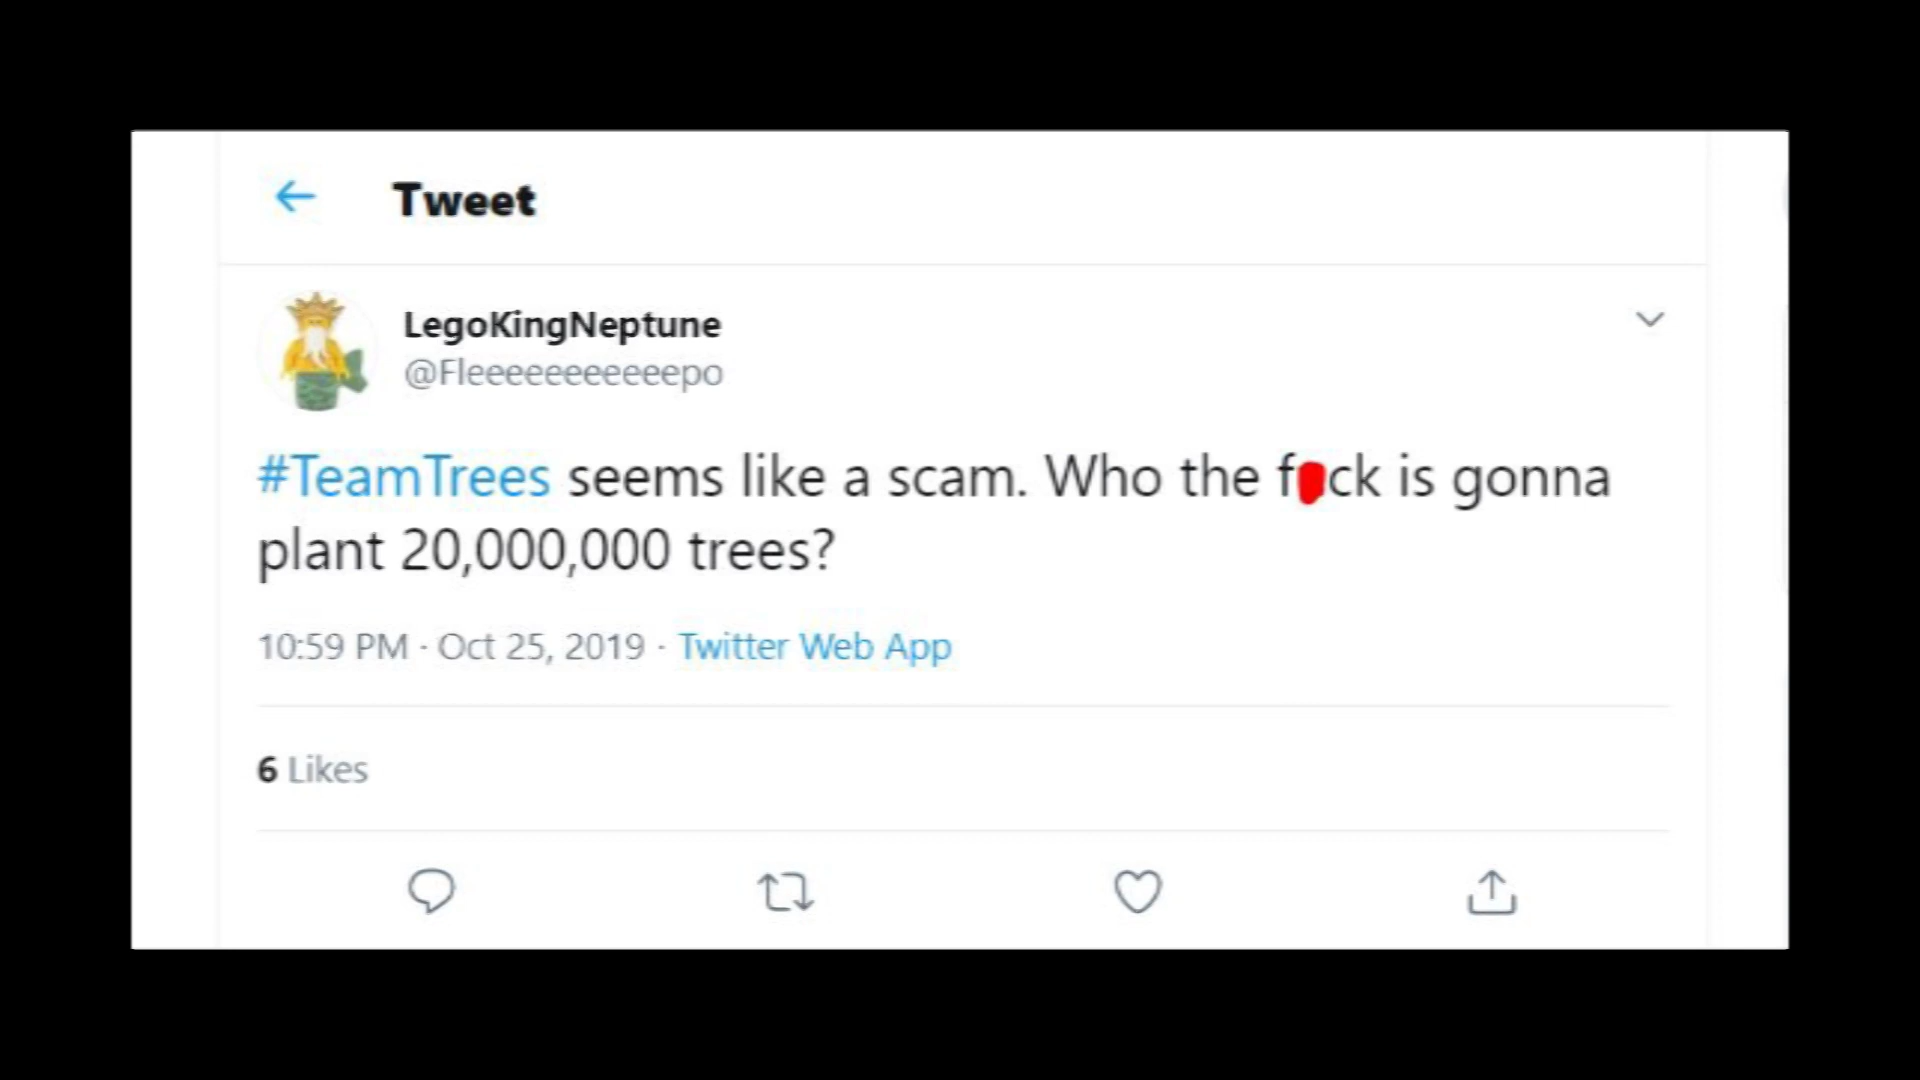 Tweet
LegoKingNeptune
@Fleeeeeeeeeeepo
#TeamTrees seems like a scam. Who the f ck is gonna
plant 20,000,000 trees?
10:59 PM · Oct 25, 2019 · Twitter Web App
6 Likes